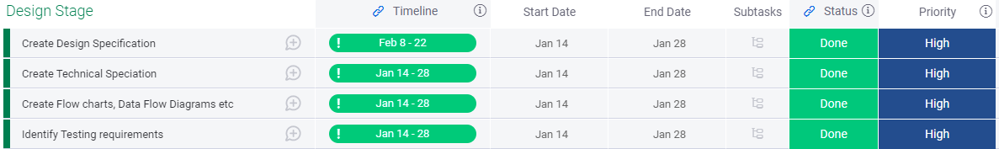 Design Stage Timeline Start Date End Date Subtasks Status Priority
Create Design Specification ! Feb 8 - 22 Jan 14 Jan 28 Done High
Create Technical Speciation ! Jan 14 - 28 Jan 14 Jan 28 Done High
Create Flow charts, Data Flow Diagrams etc ! Jan 14 - 28 Jan 14 Jan 28 Done High
Identify Testing requirements ! Jan 14 - 28 Jan 14 Jan 28 Done High